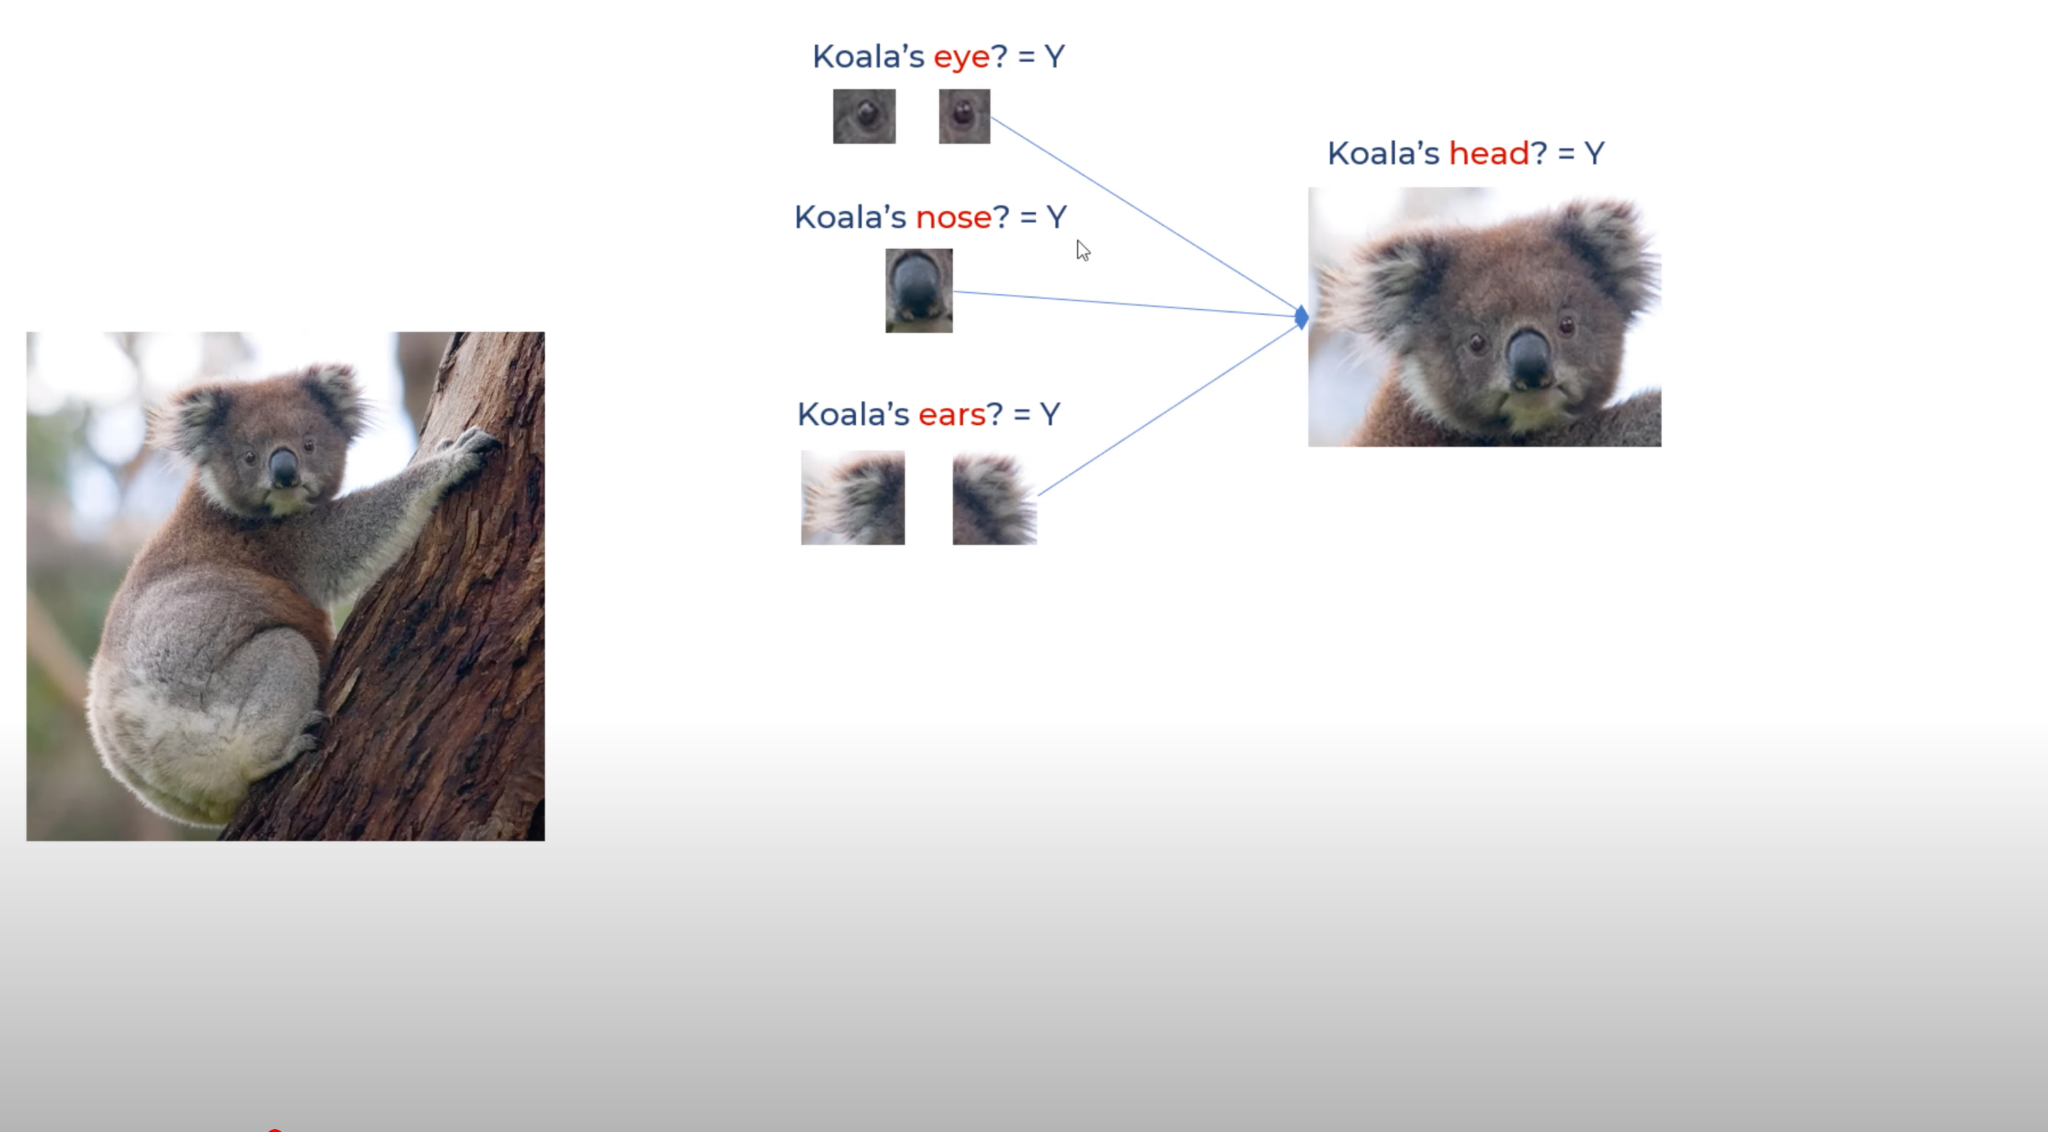 Koala’s eye? = Y
Koala’s nose? = Y
Koala’s ears? = Y
Koala’s head? = Y